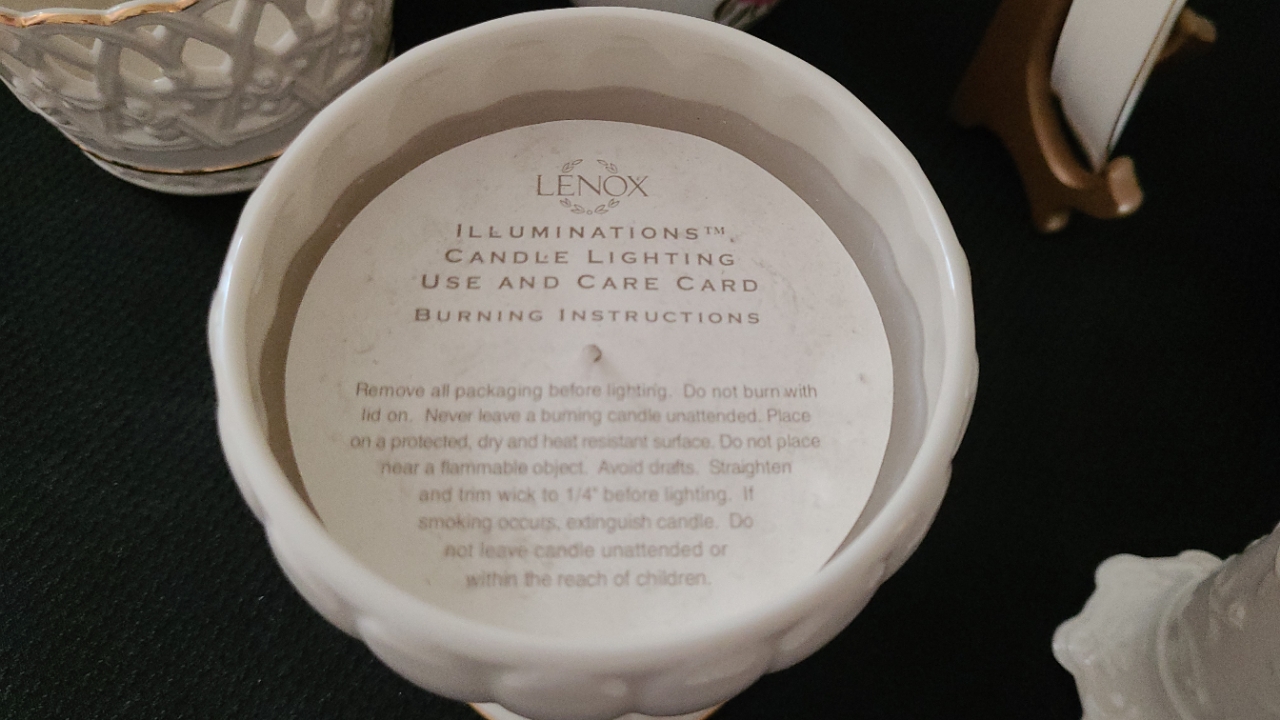 LENOX
ILLUMINATIONS™
CANDLE LIGHTING
USE AND CARE CARD
BURNING INSTRUCTIONS
Remove all packaging before lighting. Do not burn with
lid on. Never leave a burning candle unattended. Place
on a protected, dry and heat resistant surface. Do not place
near a flammable object. Avoid drafts. Straighten
and trim wick to 1/4" before lighting. If
smoking occurs, extinguish candle. Do
not leave candle unattended or
within the reach of children.